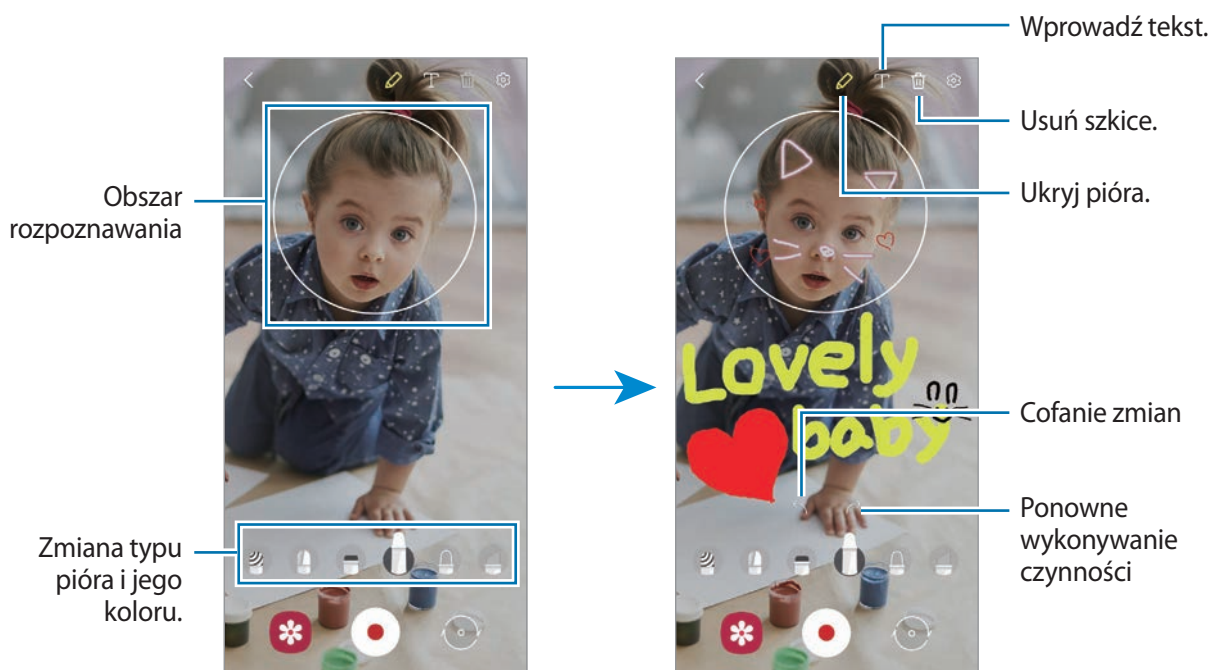 Wprowadź tekst.
Usuń szkice.
Obszar
rozpoznawania
Ukryj pióra.
Lovely
baby
Cofanie zmian
Zmiana typu
pióra i jego
koloru.
Ponowne
wykonywanie
czynności